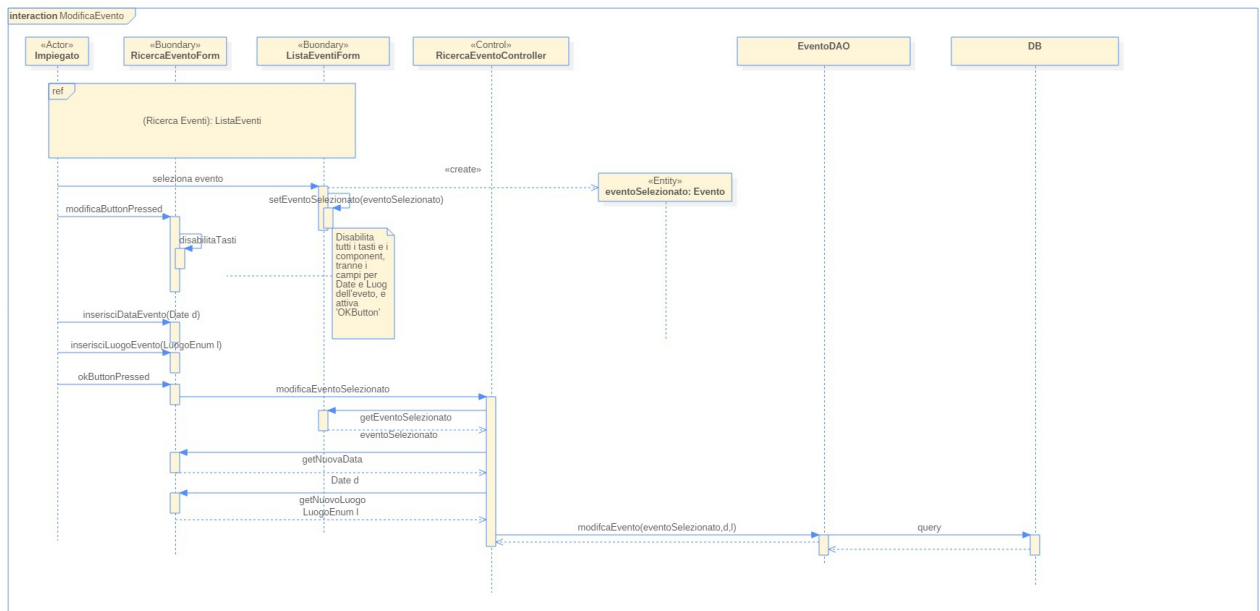 interaction ModificaEvento
«Actor»
Impiegato
«Buondary»
RicercaEventoForm
«Buondary»
ListaEventiForm
«Control»
RicercaEventoController
EventoDAO
DB
ref
(Ricerca Eventi): ListaEventi
seleziona evento
«create»
«Entity»
eventoSelezionato: Evento
setEventoSelezionato(eventoSelezionato)
modificaButtonPressed
disabilitaTasti
Disabilita
tutti i tasti e i
component,
tranne i
campi per
Date e Luog
dell'eveto, e
attiva
'OKButton'
inserisciDataEvento(Date d)
inserisciLuogoEvento(LuogoEnum l)
okButtonPressed
modificaEventoSelezionato
getEventoSelezionato
eventoSelezionato
getNuovaData
Date d
getNuovoLuogo
LuogoEnum l
modifcaEvento(eventoSelezionato,d,l)
query